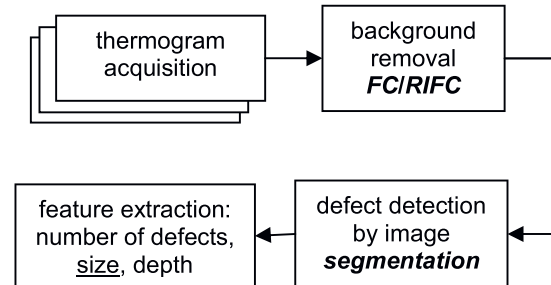 thermogram
acquisition
background
removal
FC/RIFC
feature extraction:
number of defects,
size, depth
defect detection
by image
segmentation